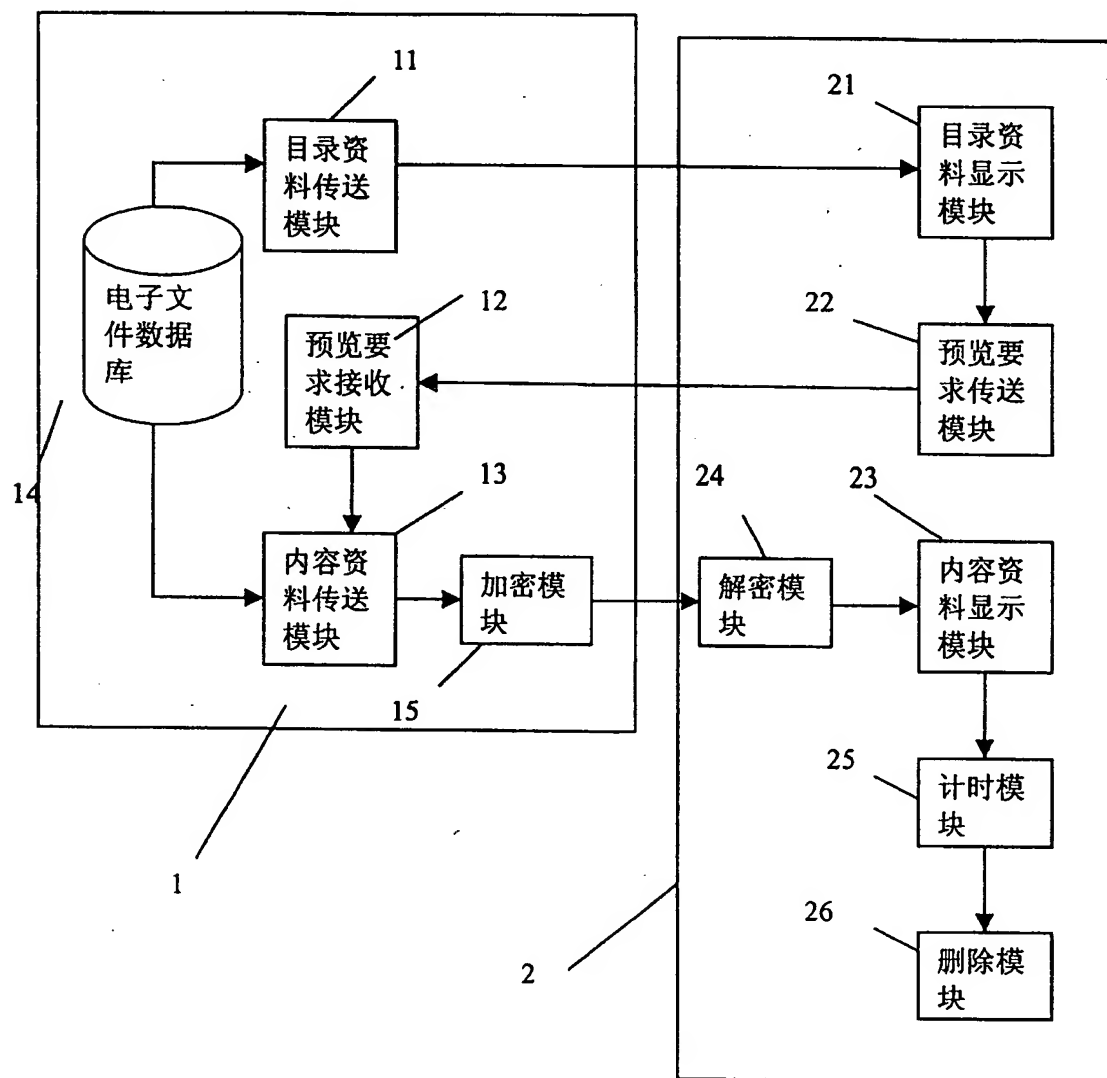 11
目录资
料传送
模块
21
目录资
料显示
模块
电子文
件数据
库
14
12
预览要
求接收
模块
22
预览要
求传送
模块
13
内容资
料传送
模块
加密模
块
15
24
解密模
块
23
内容资
料显示
模块
1
25
计时模
块
2
26
删除模
块